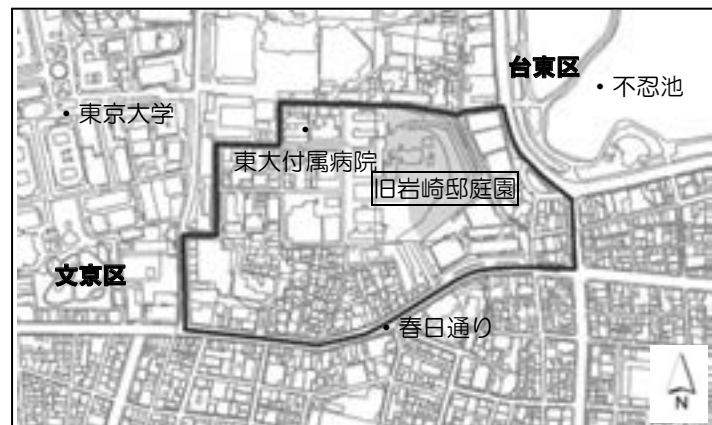 台東区
・不忍池
・東京大学
東大付属病院
旧岩崎邸庭園
文京区
・春日通り
N